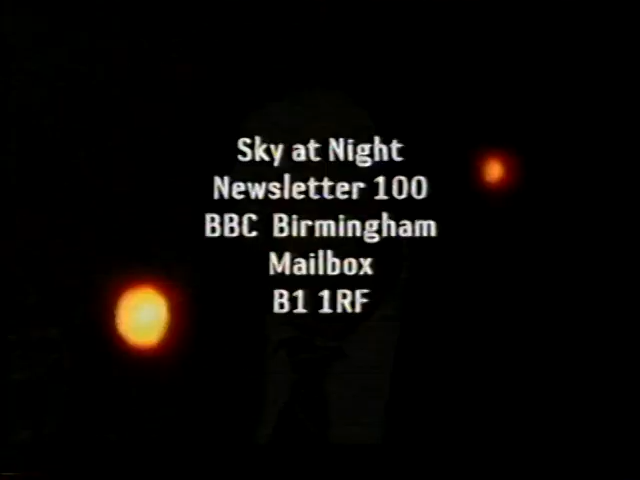 Sky at Night
Newsletter 100
BBC Birmingham
Mailbox
B1 1RF